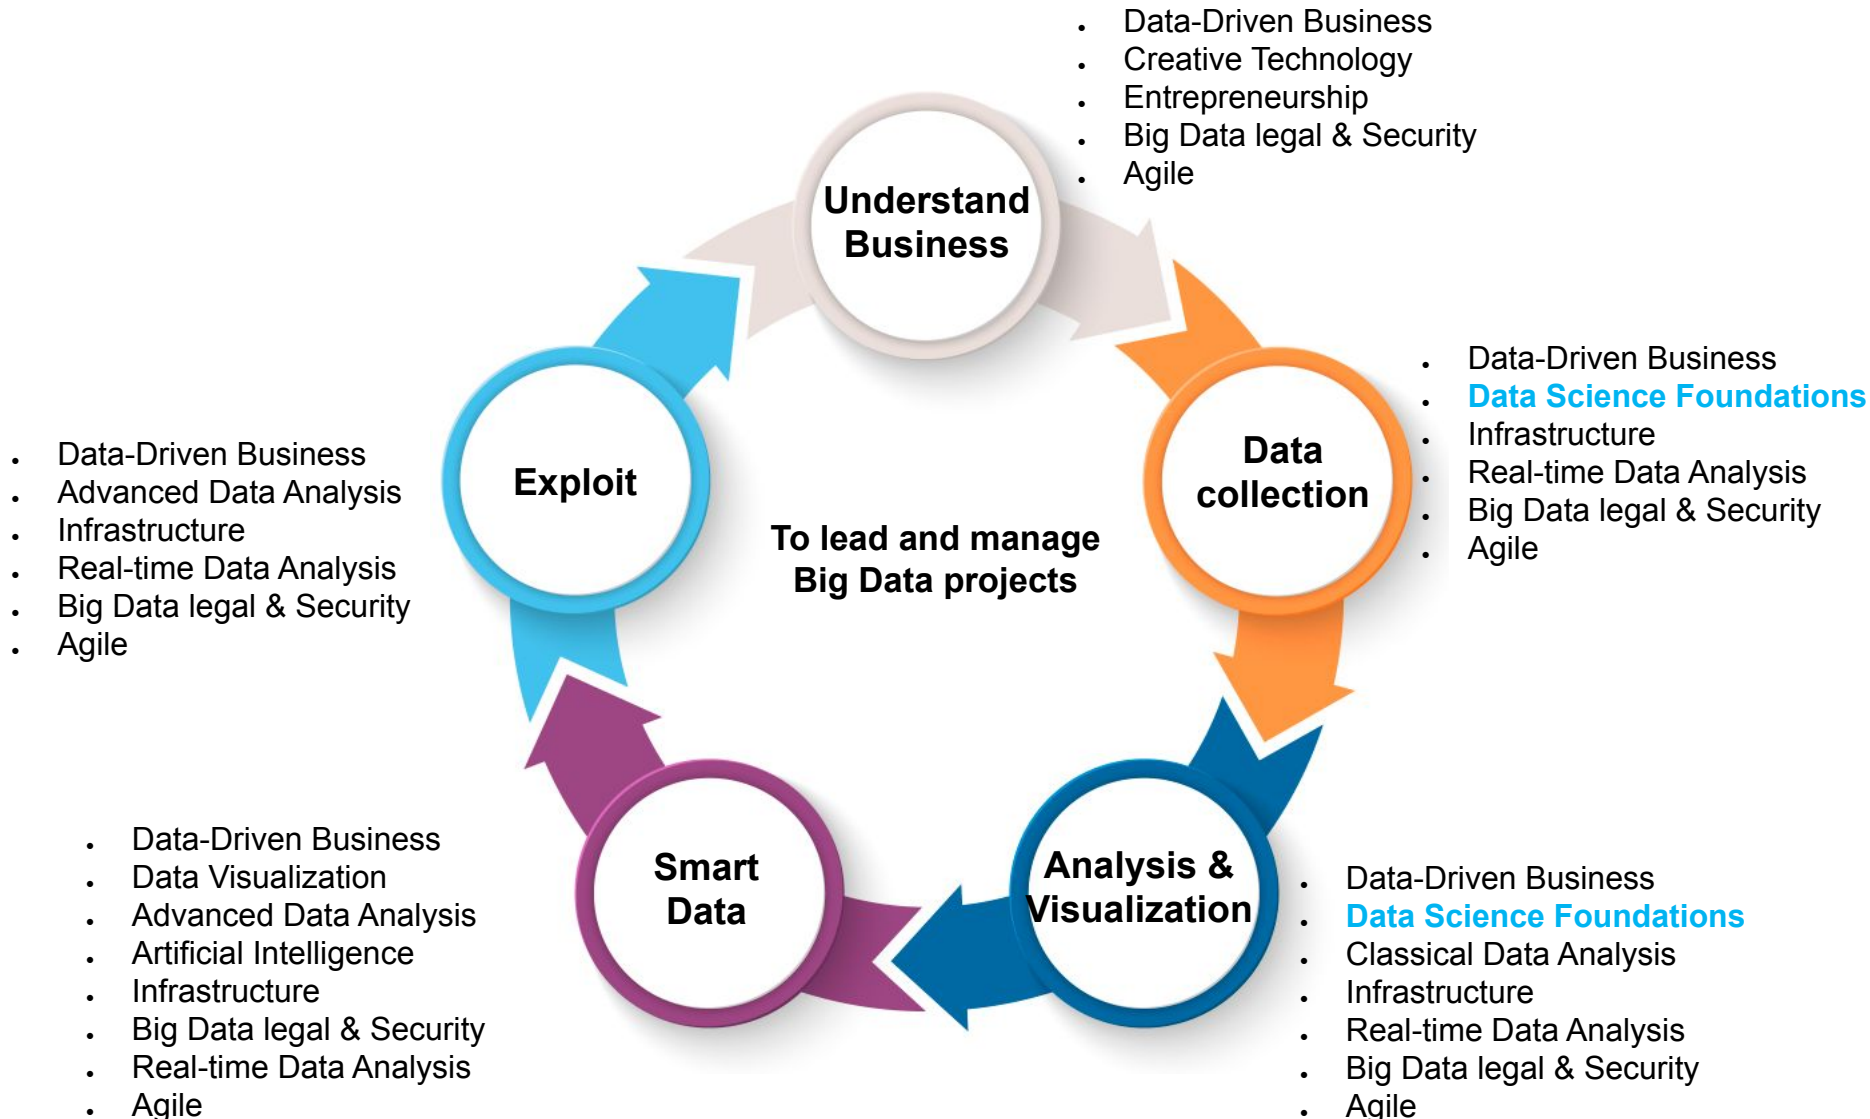 • Data-Driven Business
• Creative Technology
• Entrepreneurship
• Big Data legal & Security
• Agile
Understand
Business
• Data-Driven Business
• Data Science Foundations
• Infrastructure
• Real-time Data Analysis
• Big Data legal & Security
• Agile
Data
collection
• Data-Driven Business
• Advanced Data Analysis
• Infrastructure
• Real-time Data Analysis
• Big Data legal & Security
• Agile
Exploit
To lead and manage
Big Data projects
• Data-Driven Business
• Data Visualization
• Advanced Data Analysis
• Artificial Intelligence
• Infrastructure
• Big Data legal & Security
• Real-time Data Analysis
• Agile
Smart
Data
Analysis &
Visualization
• Data-Driven Business
• Data Science Foundations
• Classical Data Analysis
• Infrastructure
• Real-time Data Analysis
• Big Data legal & Security
• Agile